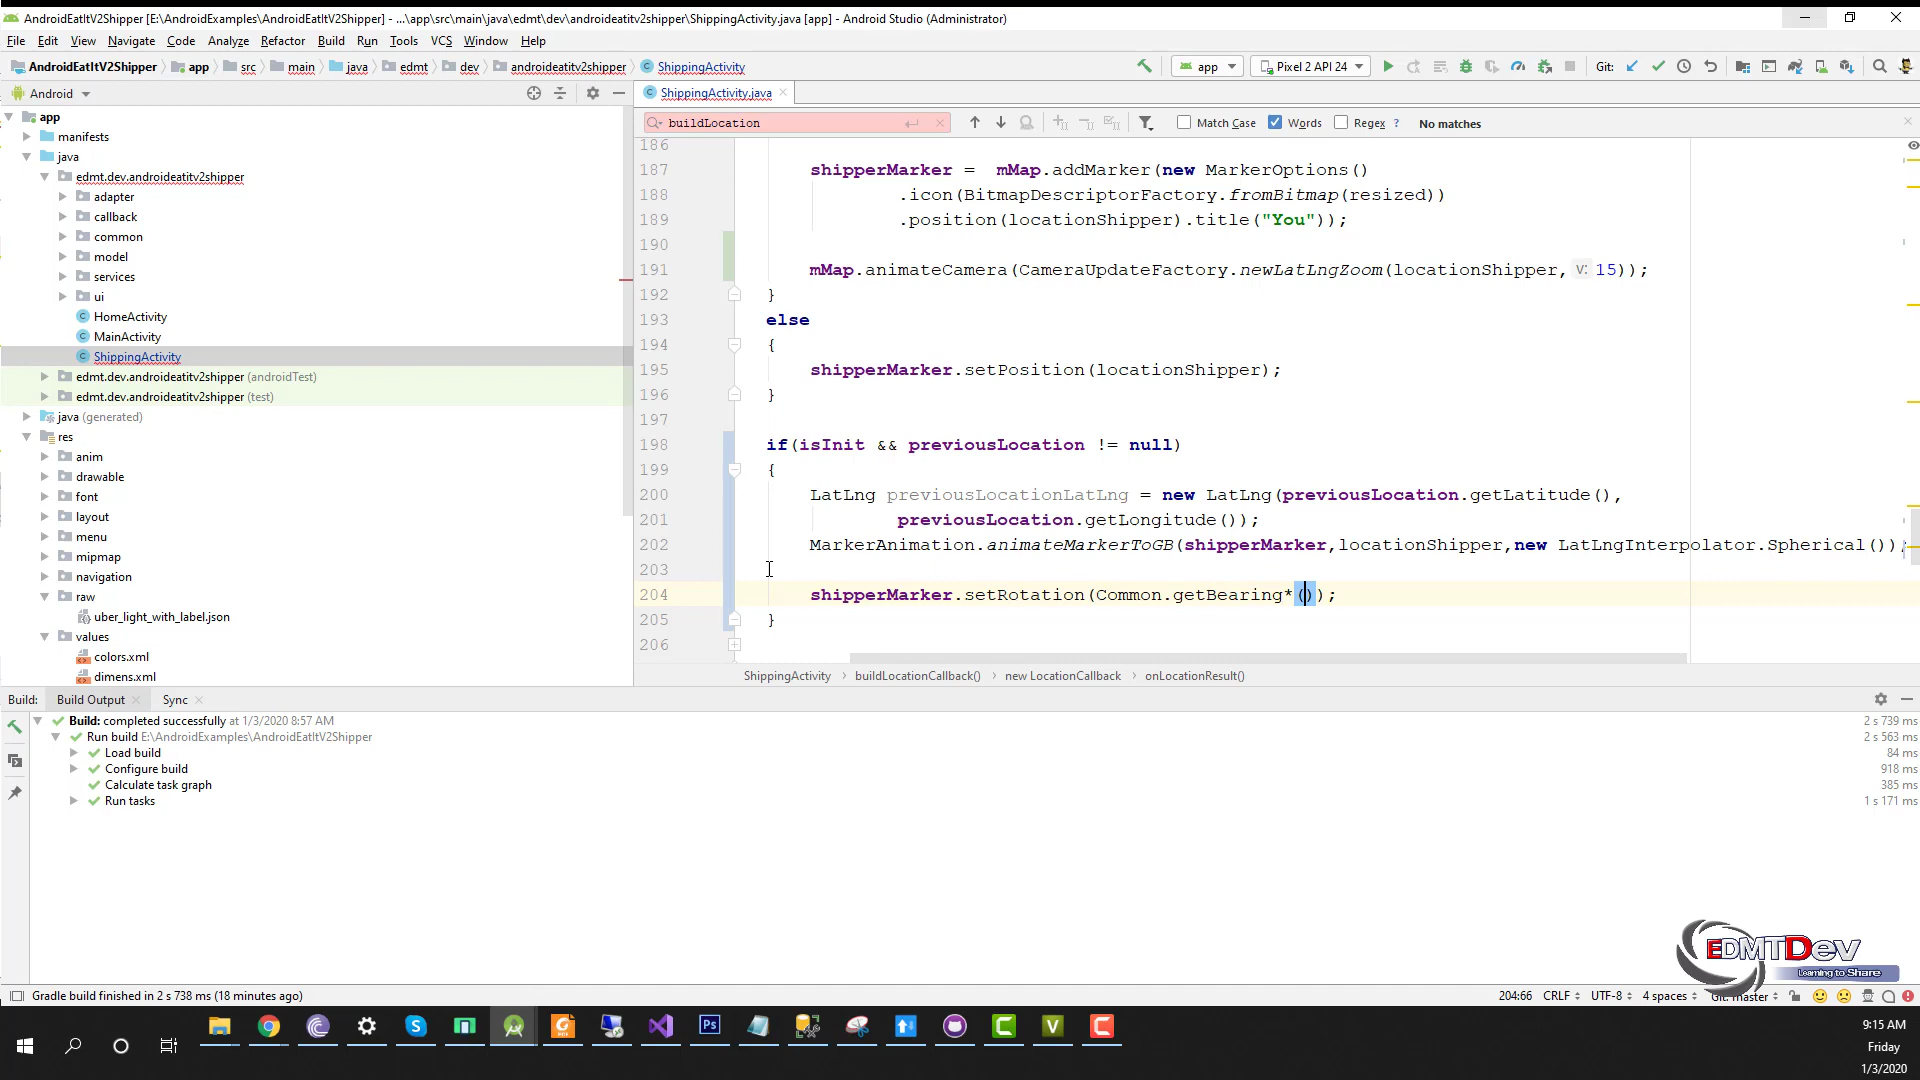 AndroidEatItV2Shipper [E:\AndroidExamples\AndroidEatItV2Shipper] - ...\app\src\main\java\edmt\dev\androideatitv2shipper\ShippingActivity.java [app] - Android Studio (Administrator)
File Edit View Navigate Code Analyze Refactor Build Run Tools VCS Window Help
AndroidEatItV2Shipper app src main java edmt dev androideatitv2shipper ShippingActivity app Pixel 2 API 24 Git:
Android ShippingActivity.java
buildLocation Match Case Words Regex ? No matches
app
manifests
java
edmt.dev.androideatitv2shipper
adapter
callback
common
model
services
ui
HomeActivity
MainActivity
ShippingActivity
edmt.dev.androideatitv2shipper (androidTest)
edmt.dev.androideatitv2shipper (test)
java (generated)
res
anim
drawable
font
layout
menu
mipmap
navigation
raw
uber_light_with_label.json
values
colors.xml
dimens.xml
186
187 shipperMarker = mMap.addMarker(new MarkerOptions()
188 .icon(BitmapDescriptorFactory.fromBitmap(resized))
189 .position(locationShipper).title("You"));
190
191 mMap.animateCamera(CameraUpdateFactory.newLatLngZoom(locationShipper, v: 15));
192 }
193 else
194 {
195 shipperMarker.setPosition(locationShipper);
196 }
197
198 if(isInit && previousLocation != null)
199 {
200 LatLng previousLocationLatLng = new LatLng(previousLocation.getLatitude(),
201 previousLocation.getLongitude());
202 MarkerAnimation.animateMarkerToGB(shipperMarker,locationShipper,new LatLngInterpolator.Spherical());
203
204 shipperMarker.setRotation(Common.getBearing*());
205 }
206
ShippingActivity buildLocationCallback() new LocationCallback onLocationResult()
Build: Build Output Sync
Build: completed successfully at 1/3/2020 8:57 AM 2 s 739 ms
Run build E:\AndroidExamples\AndroidEatItV2Shipper 2 s 563 ms
Load build 84 ms
Configure build 918 ms
Calculate task graph 385 ms
Run tasks 1 s 171 ms
EDMTDev
Learning to Share
Gradle build finished in 2 s 738 ms (18 minutes ago) 204:66 CRLF UTF-8 4 spaces Git: master
9:15 AM
Friday
1/3/2020